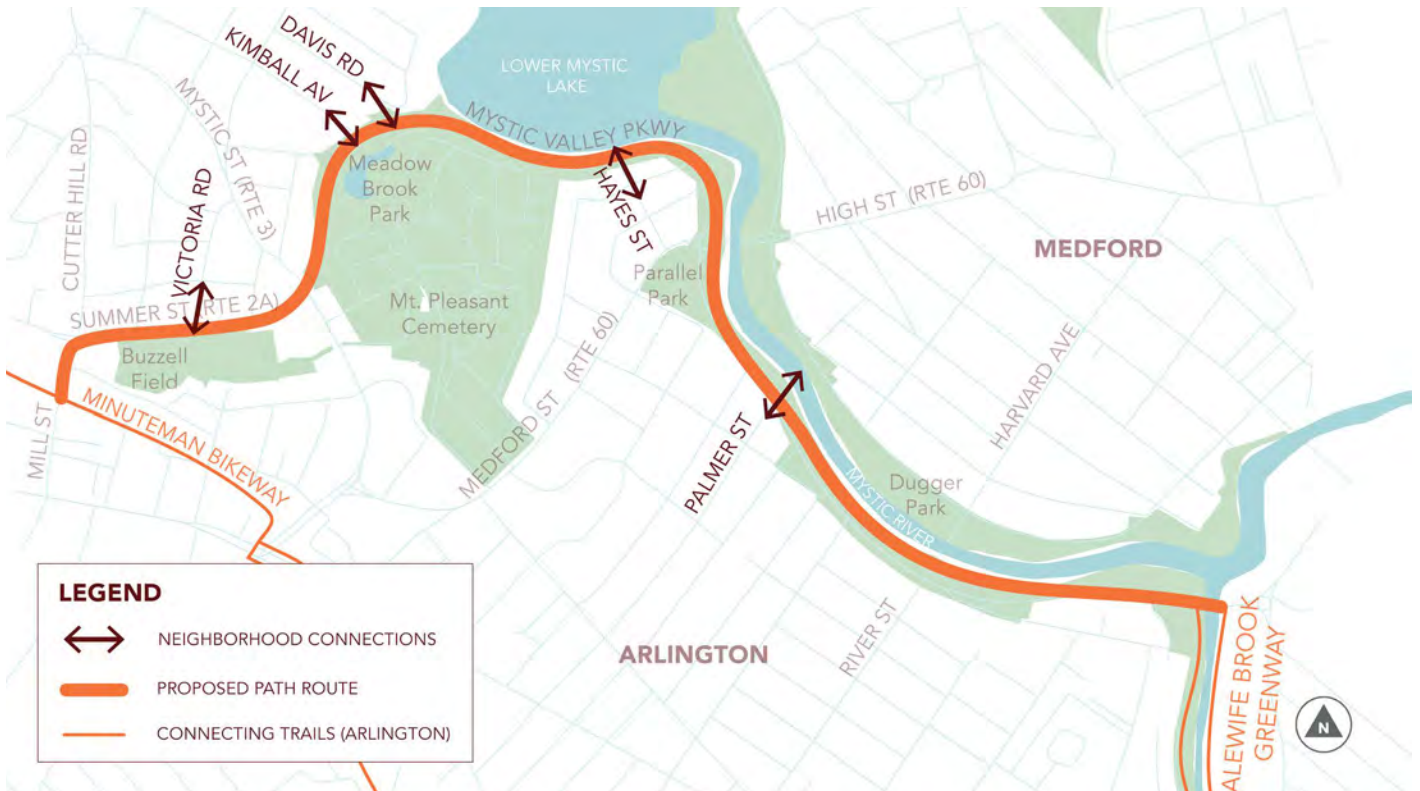 DAVIS RD
KIMBALL AV
LOWER MYSTIC
LAKE
MYSTIC VALLEY PKWY
MYSTIC ST (RTE 3)
CUTTER HILL RD
VICTORIA RD
Meadow
Brook
Park
HAYES ST
HIGH ST (RTE 60)
MEDFORD
Parallel
Park
SUMMER ST (RTE 2A)
Mt. Pleasant
Cemetery
Buzzell
Field
MEDFORD ST (RTE 60)
HARVARD AVE
MILL ST
MINUTEMAN BIKEWAY
PALMER ST
MYSTIC RIVER
Dugger
Park
RIVER ST
ARLINGTON
ALEWIFE BROOK
GREENWAY
N
LEGEND
NEIGHBORHOOD CONNECTIONS
PROPOSED PATH ROUTE
CONNECTING TRAILS (ARLINGTON)